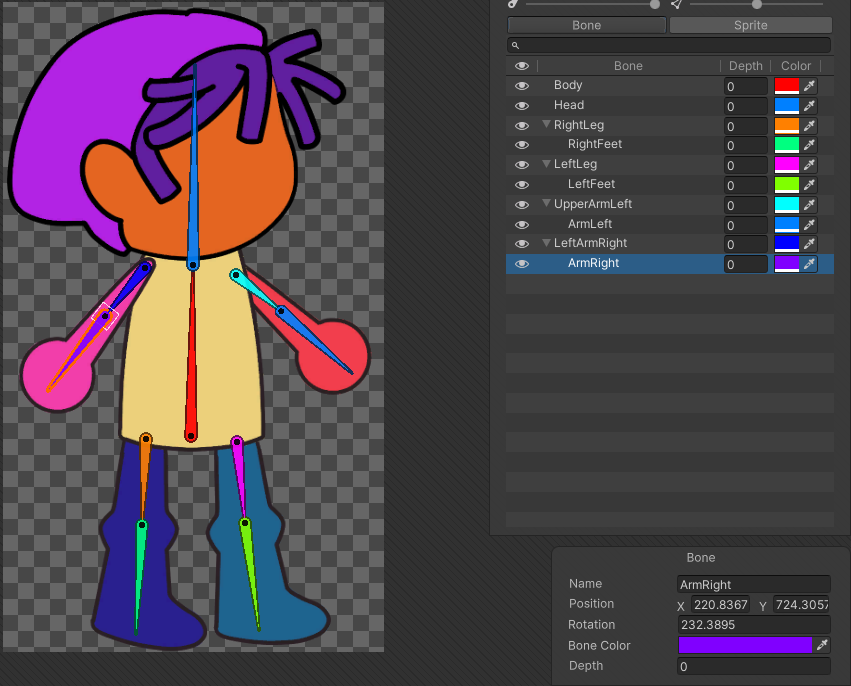 Bone Sprite
Bone Depth Color
Body 0
Head 0
RightLeg 0
RightFeet 0
LeftLeg 0
LeftFeet 0
UpperArmLeft 0
ArmLeft 0
LeftArmRight 0
ArmRight 0
Bone
Name ArmRight
Position X 220.8367 Y 724.3057
Rotation 232.3895
Bone Color
Depth 0